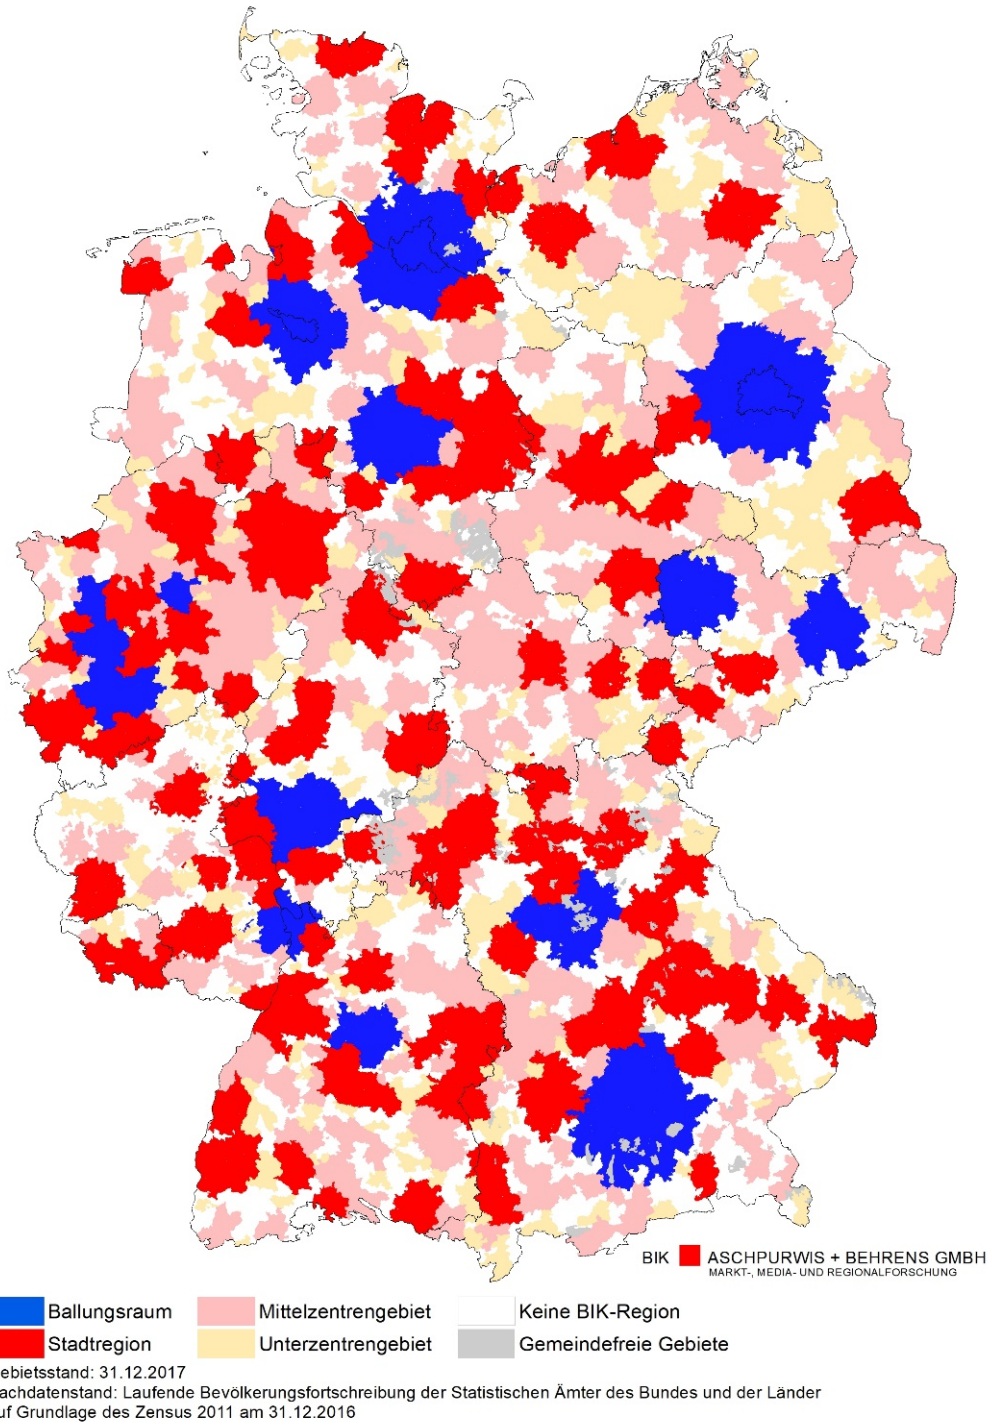 BIK ASCHPURWIS + BEHRENS GMBH
MARKT-, MEDIA- UND REGIONALFORSCHUNG
Ballungsraum Mittelzentrengebiet Keine BIK-Region
Stadtregion Unterzentrengebiet Gemeindefreie Gebiete
ebietsstand: 31.12.2017
achdatenstand: Laufende Bevölkerungsfortschreibung der Statistischen Ämter des Bundes und der Länder
uf Grundlage des Zensus 2011 am 31.12.2016